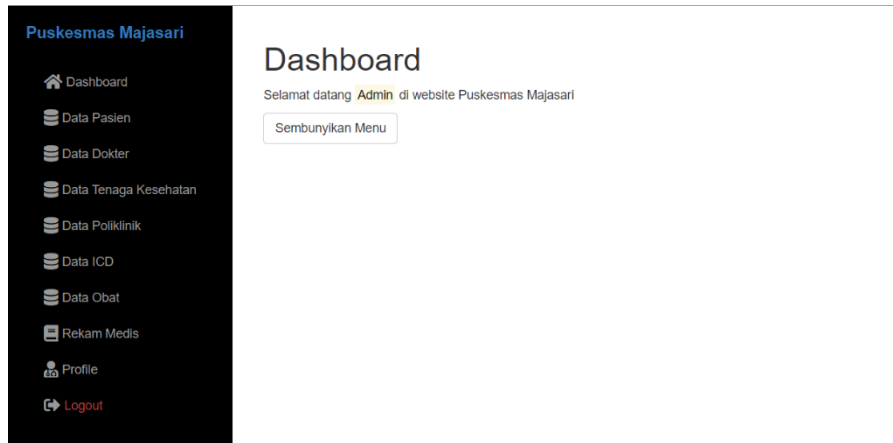 Puskesmas Majasari
Dashboard
Data Pasien
Data Dokter
Data Tenaga Kesehatan
Data Poliklinik
Data ICD
Data Obat
Rekam Medis
Profile
Logout
Dashboard
Selamat datang Admin di website Puskesmas Majasari
Sembunyikan Menu